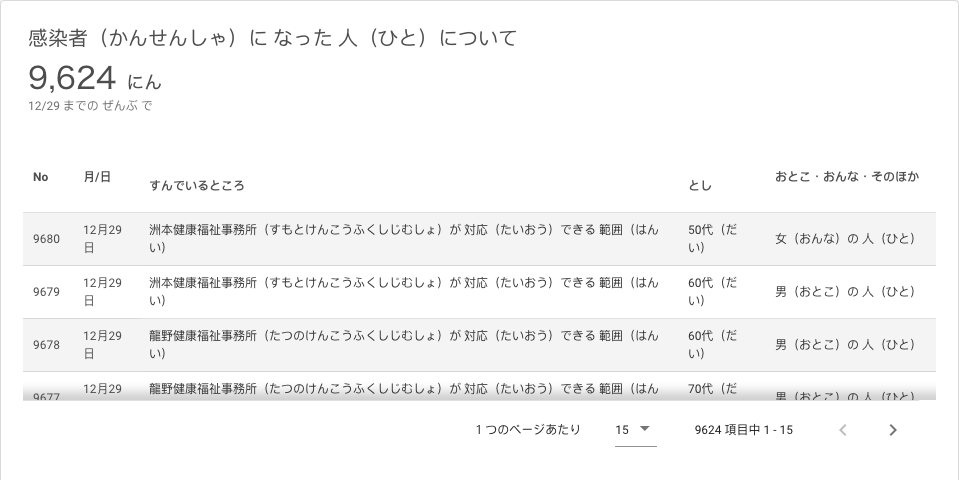 感染者（かんせんしゃ）に なった 人（ひと）について
9,624 にん
12/29 までの ぜんぶ で
No 月/日 すんでいるところ とし おとこ・おんな・そのほか
9680 12月29日 洲本健康福祉事務所（すもとけんこうふくしじむしょ）が 対応（たいおう）できる 範囲（はんい） 50代（だい） 女（おんな）の 人（ひと）
9679 12月29日 洲本健康福祉事務所（すもとけんこうふくしじむしょ）が 対応（たいおう）できる 範囲（はんい） 60代（だい） 男（おとこ）の 人（ひと）
9678 12月29日 龍野健康福祉事務所（たつのけんこうふくしじむしょ）が 対応（たいおう）できる 範囲（はんい） 60代（だい） 男（おとこ）の 人（ひと）
9677 12月29 龍野健康福祉事務所（たつのけんこうふくしじむしょ）が 対応（たいおう）できる 範囲（はん 70代（だ 男（おとこ）の 人（ひと）
1 つのページあたり 15 9624 項目中 1 - 15